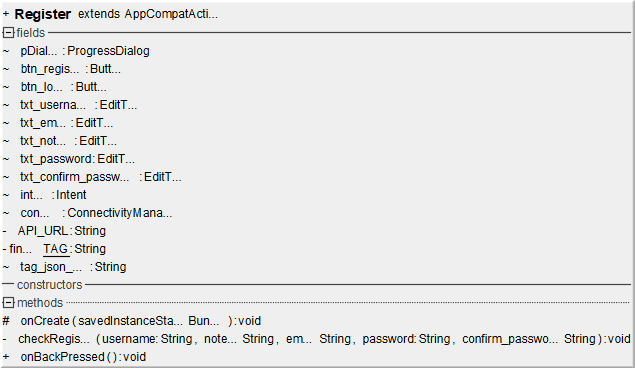 + Register extends AppCompatActi...
fields
~ pDial... : ProgressDialog
~ btn_regis... : Butt...
~ btn_lo... : Butt...
~ txt_userna... : EditT...
~ txt_em... : EditT...
~ txt_not... : EditT...
~ txt_password: EditT...
~ txt_confirm_passw... : EditT...
~ int... : Intent
~ con... : ConnectivityMana...
- API_URL: String
- fin... TAG: String
~ tag_json_... : String
constructors
methods
# onCreate ( savedInstanceSta... Bun... ) : void
- checkRegis... ( username: String, note... String, em... String, password: String, confirm_passwo... String ) : void
+ onBackPressed ( ) : void